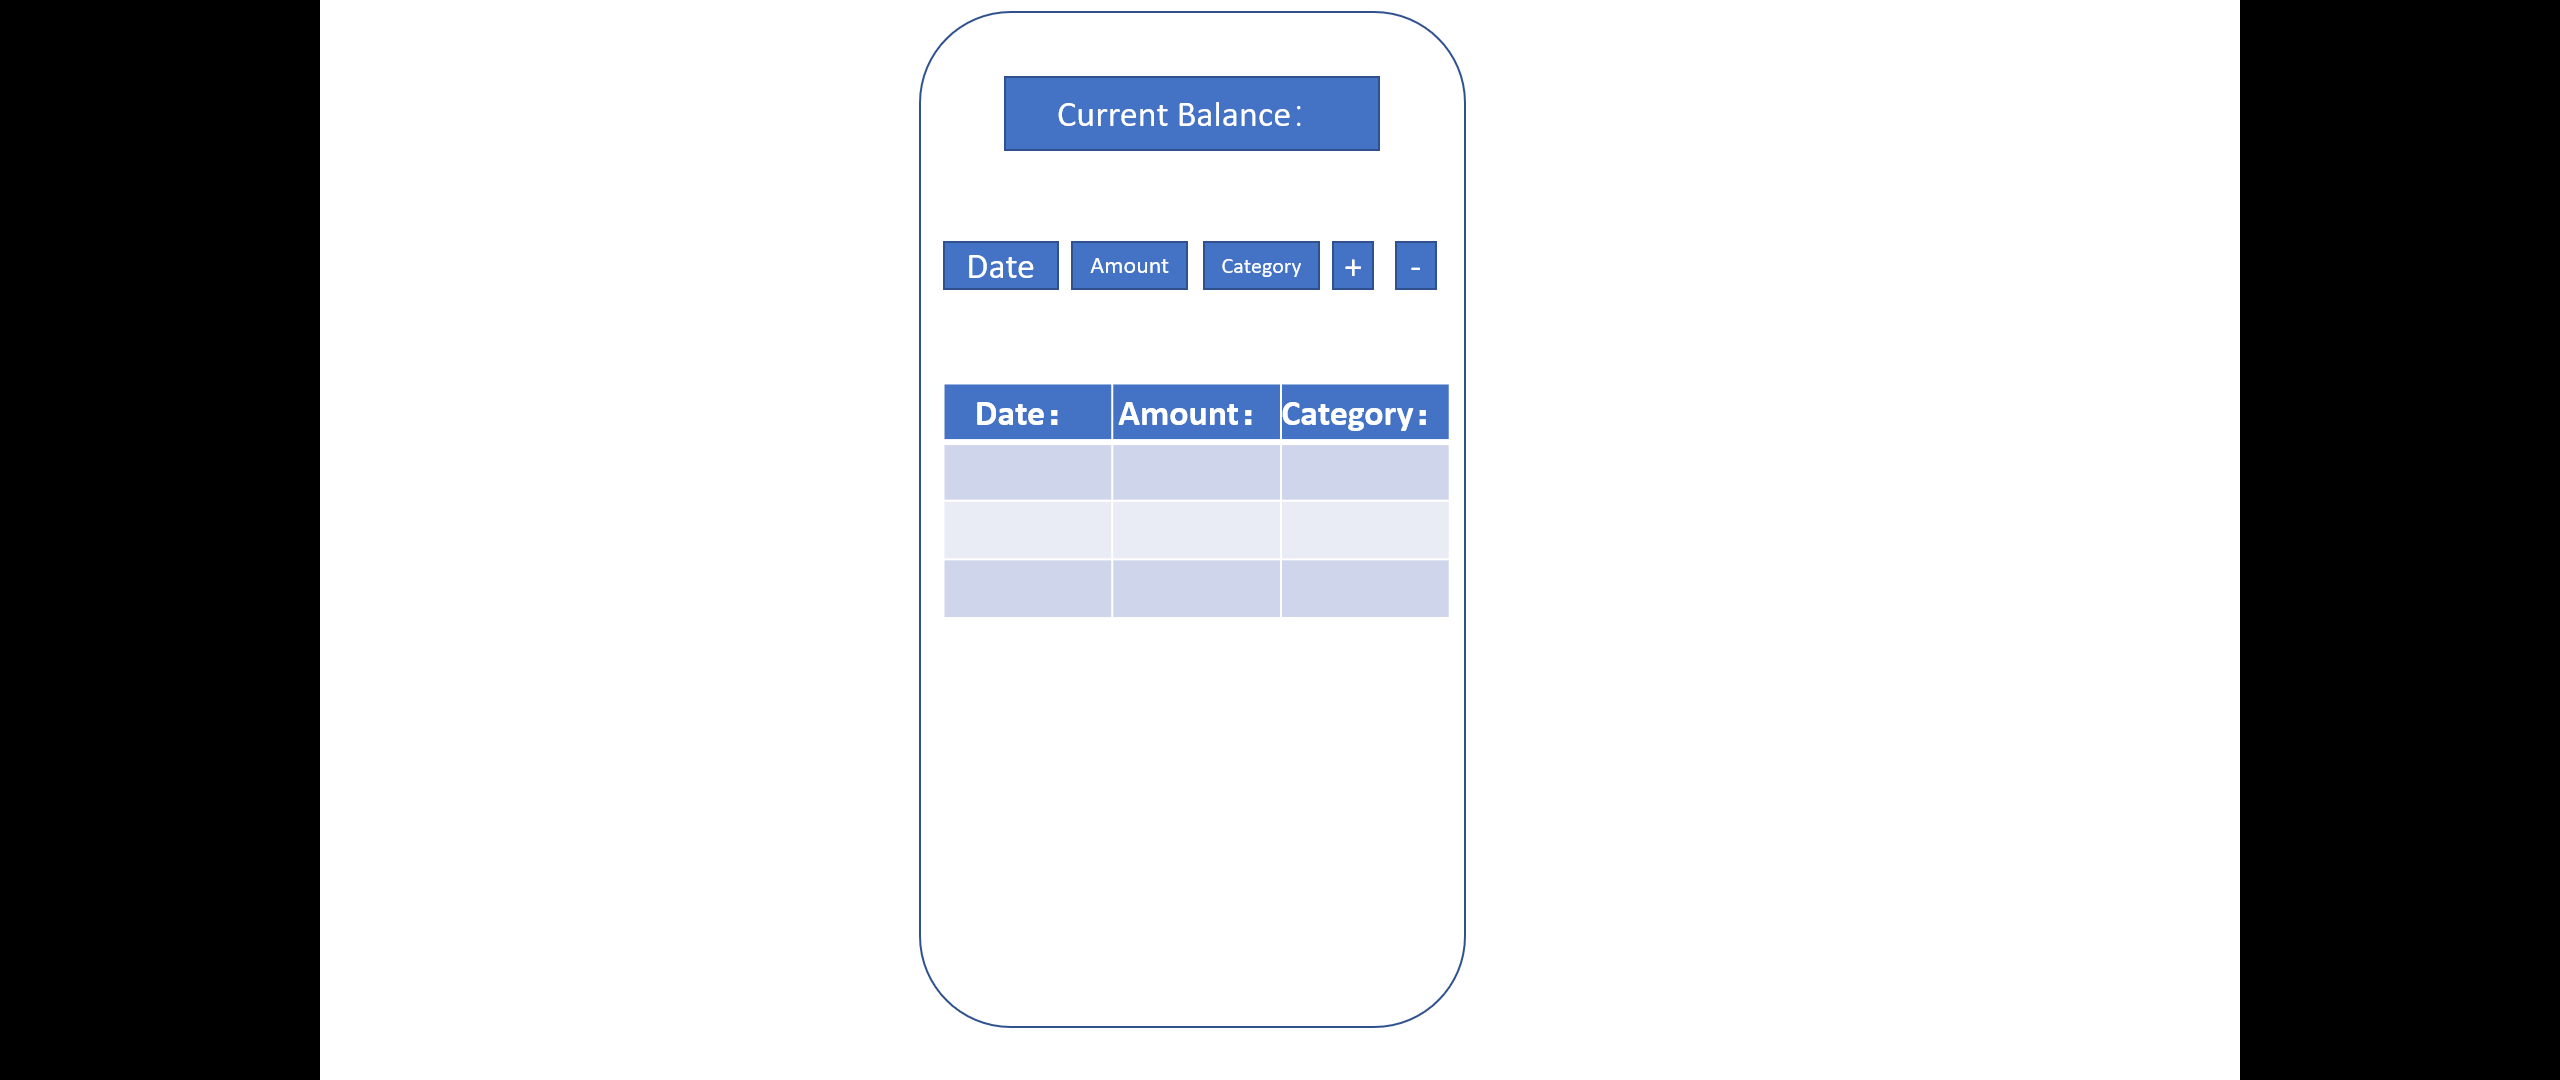 Current Balance：
Date Amount Category + -
Date： Amount： Category：